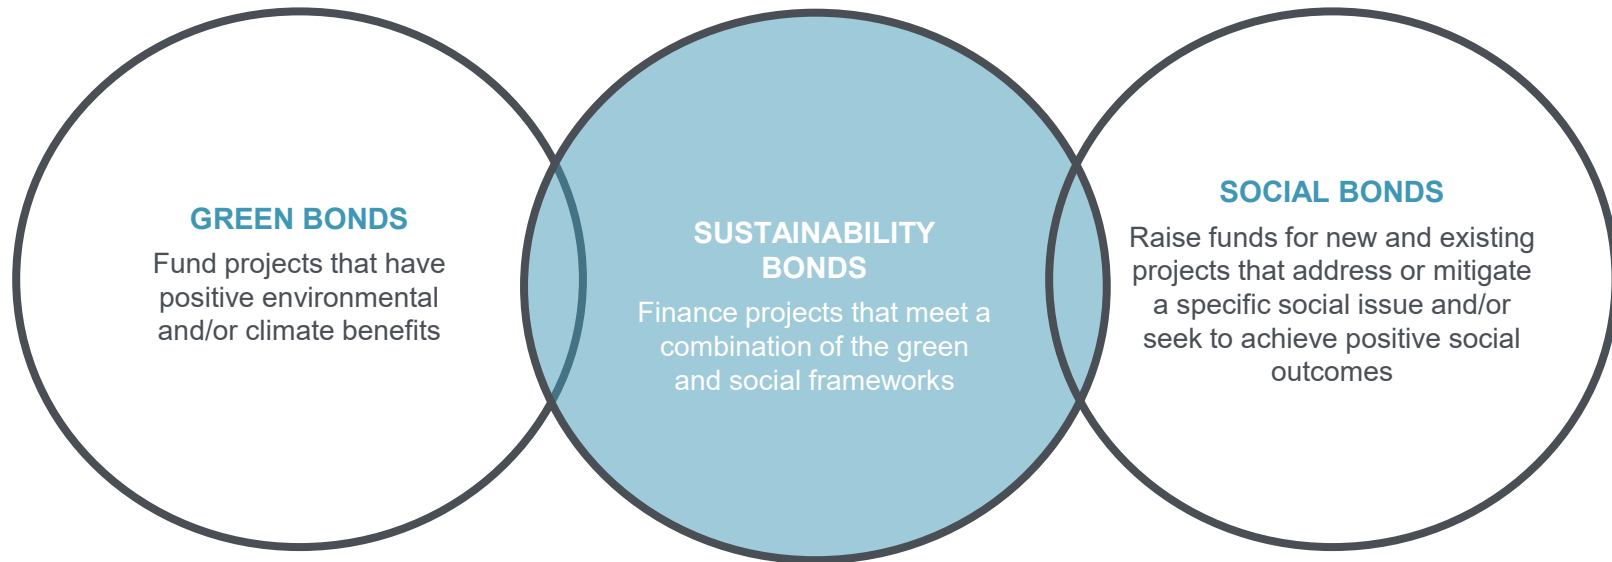 GREEN BONDS
Fund projects that have
positive environmental
and/or climate benefits
SUSTAINABILITY
BONDS
Finance projects that meet a
combination of the green
and social frameworks
SOCIAL BONDS
Raise funds for new and existing
projects that address or mitigate
a specific social issue and/or
seek to achieve positive social
outcomes